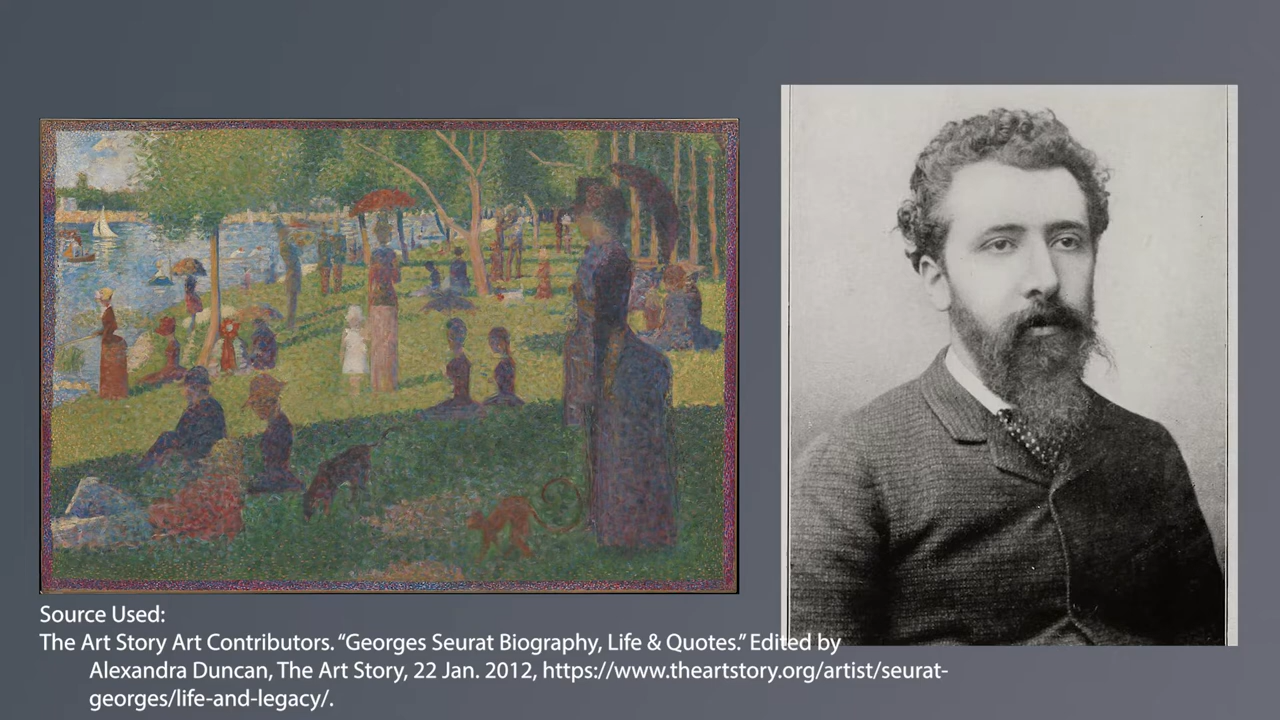 Source Used:
The Art Story Art Contributors. “Georges Seurat Biography, Life & Quotes.” Edited by
Alexandra Duncan, The Art Story, 22 Jan. 2012, https://www.theartstory.org/artist/seurat-
georges/life-and-legacy/.